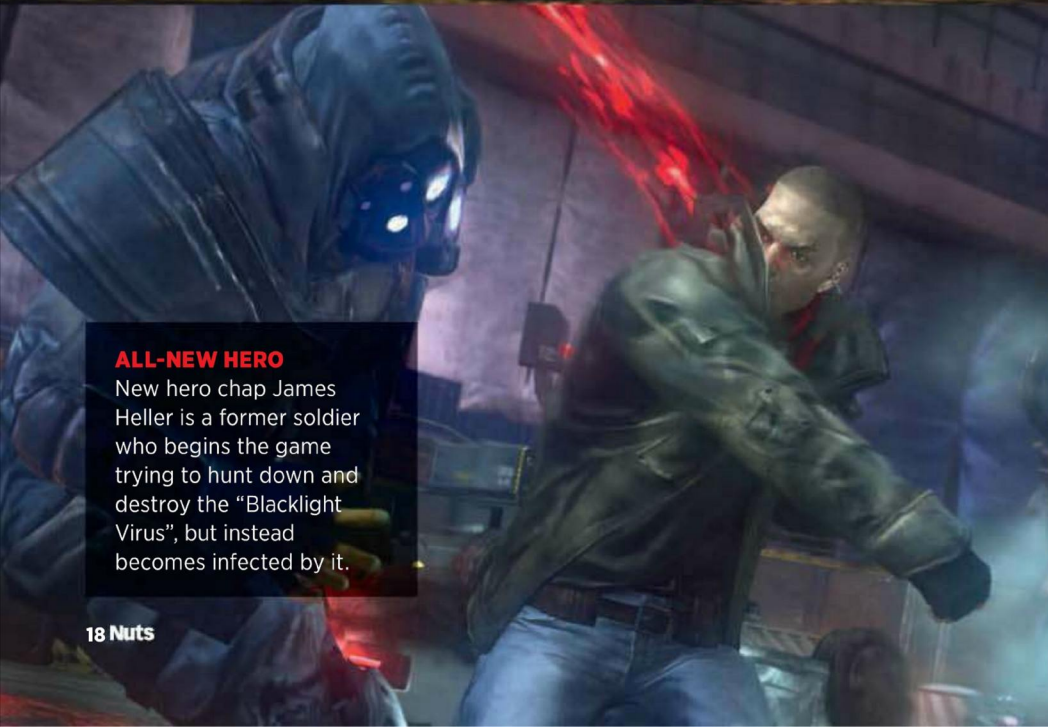 ALL-NEW HERO
New hero chap James
Heller is a former soldier
who begins the game
trying to hunt down and
destroy the “Blacklight
Virus”, but instead
becomes infected by it.
18 Nuts